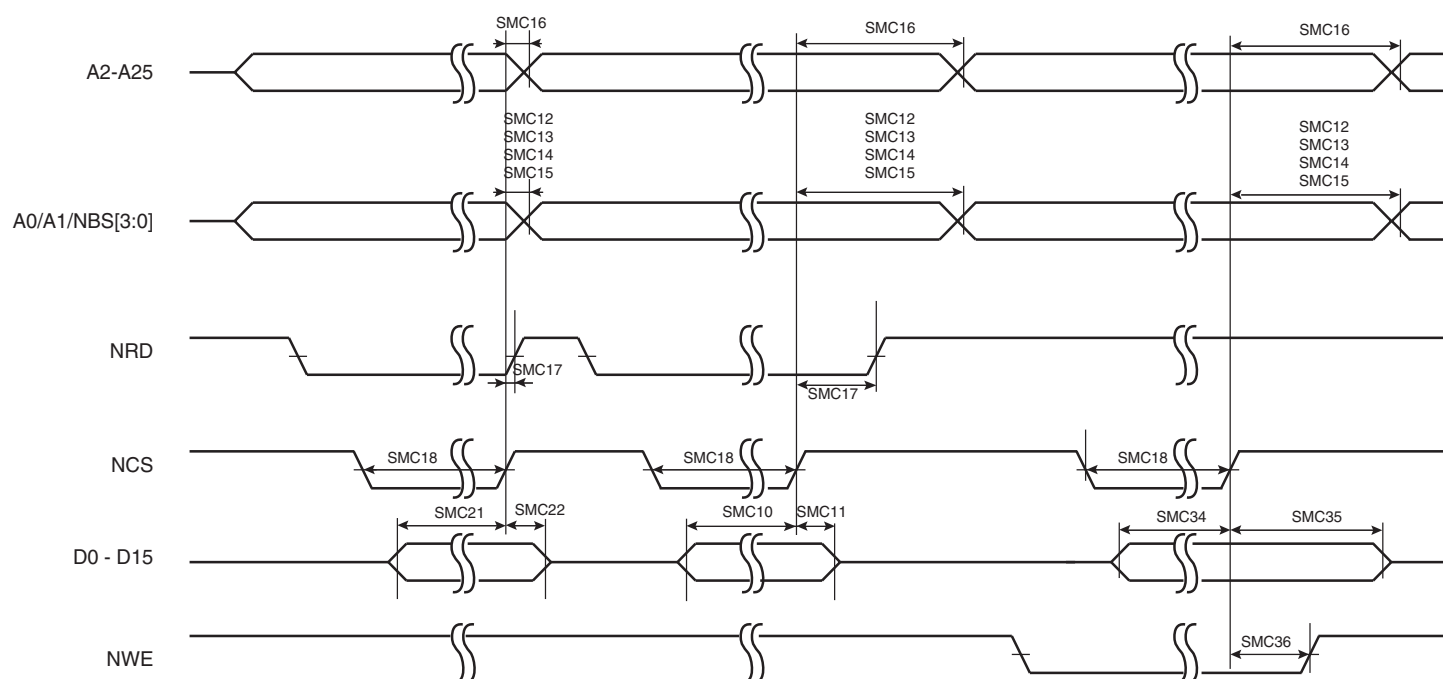 SMC16
SMC16
SMC16
A2-A25
SMC12
SMC13
SMC14
SMC15
SMC12
SMC13
SMC14
SMC15
SMC12
SMC13
SMC14
SMC15
A0/A1/NBS[3:0]
NRD
SMC17
SMC17
NCS
SMC18
SMC18
SMC18
SMC21
SMC22
SMC10
SMC11
SMC34
SMC35
D0 - D15
NWE
SMC36